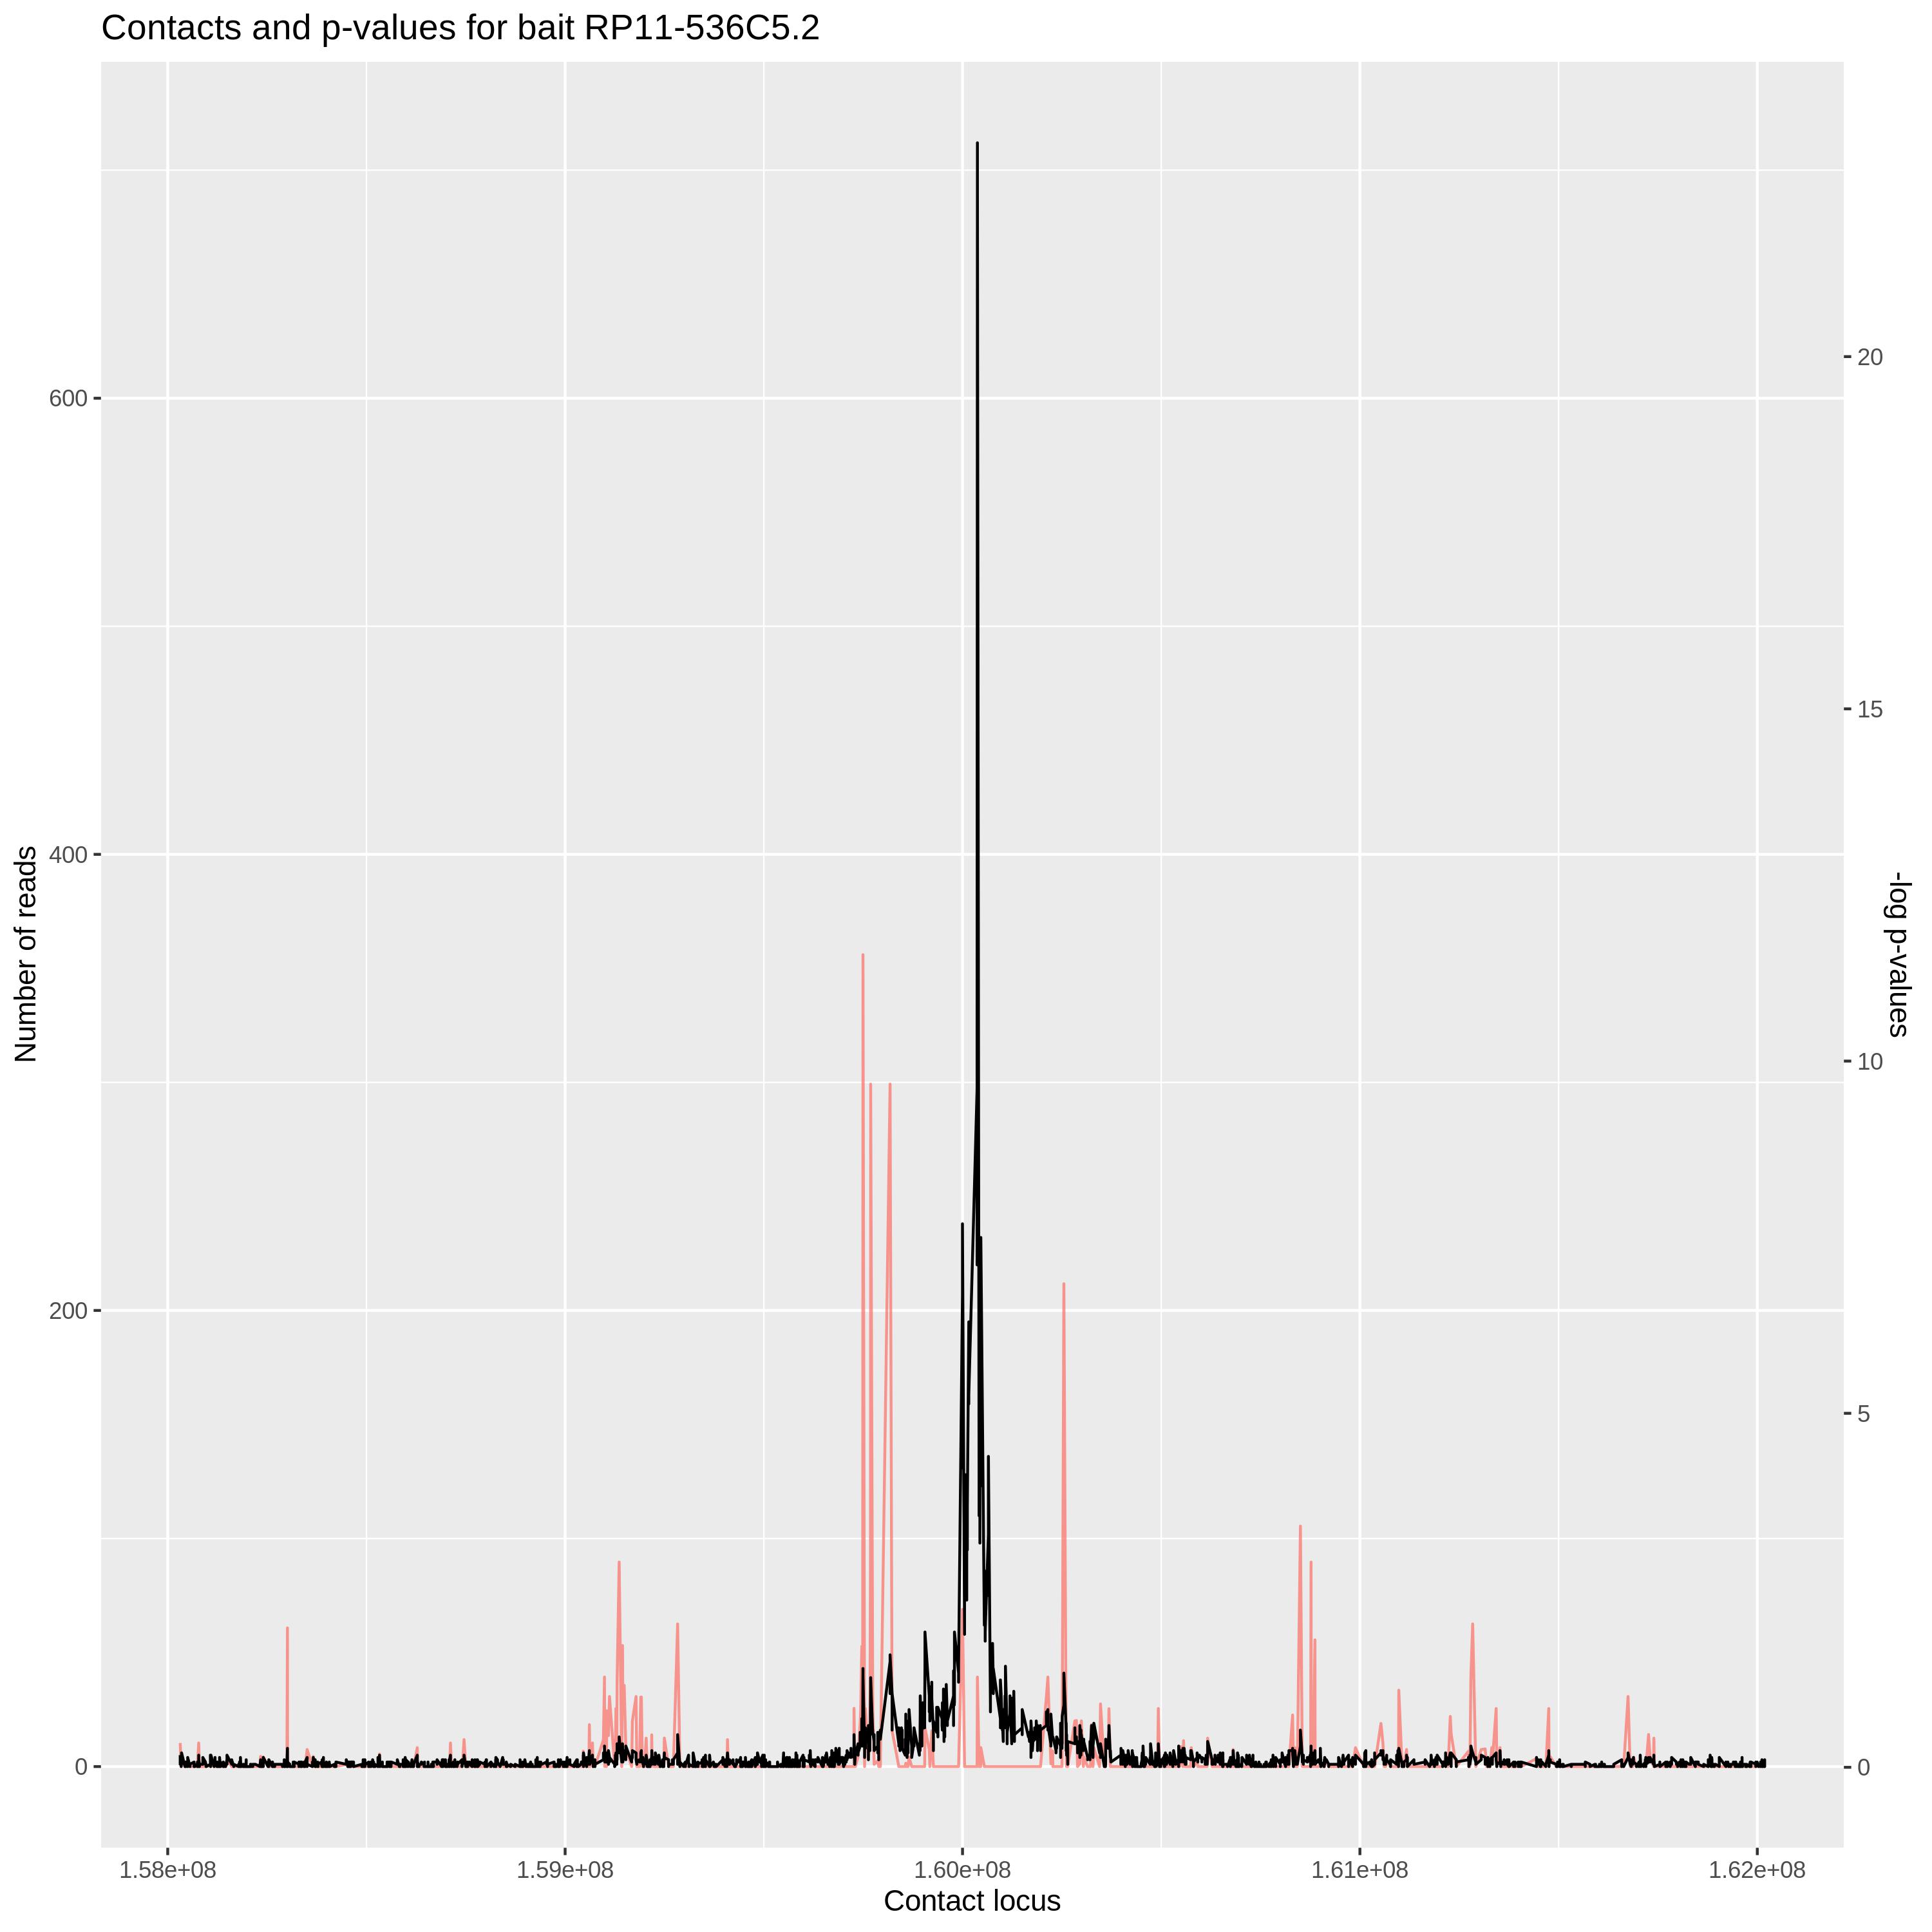 Contacts and p-values for bait RP11-536C5.2
Number of reads
600
400
200
0
20
15
10
5
0
-log p-values
1.58e+08 1.59e+08 1.60e+08 1.61e+08 1.62e+08
Contact locus